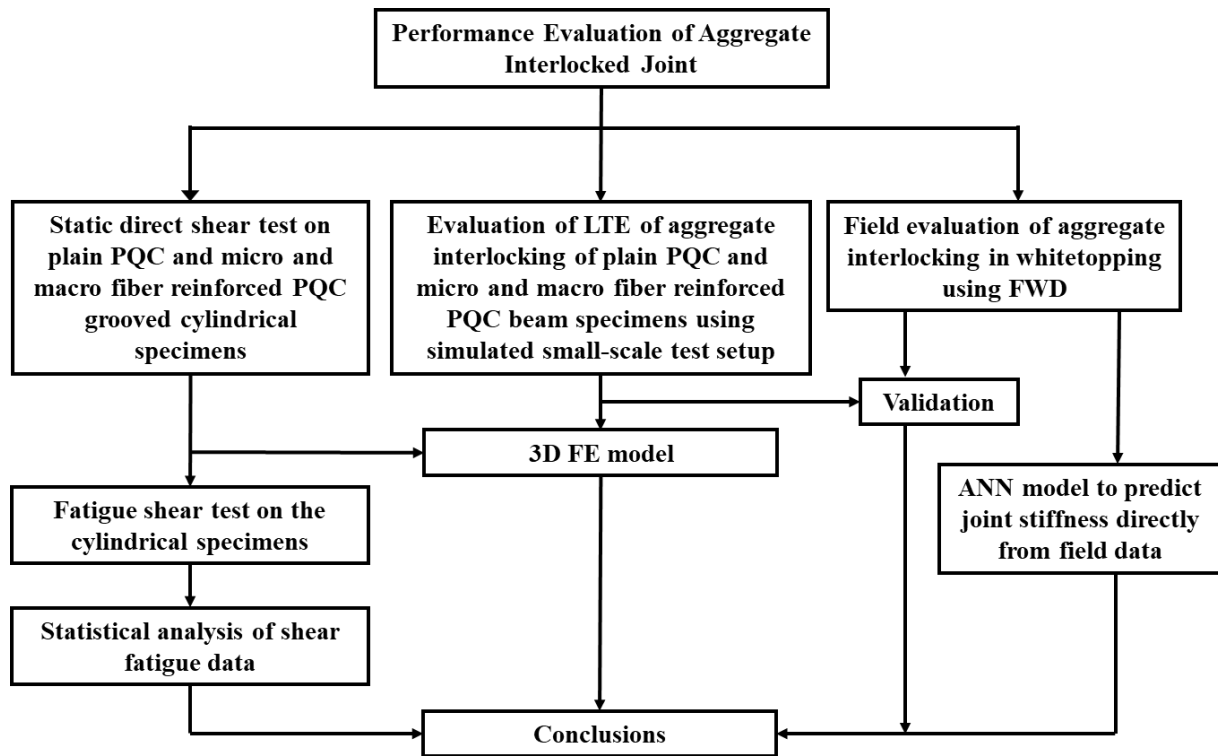 Performance Evaluation of Aggregate
Interlocked Joint
Static direct shear test on
plain PQC and micro and
macro fiber reinforced PQC
grooved cylindrical
specimens
Evaluation of LTE of aggregate
interlocking of plain PQC and
micro and macro fiber reinforced
PQC beam specimens using
simulated small-scale test setup
Field evaluation of aggregate
interlocking in whitetopping
using FWD
Validation
3D FE model
ANN model to predict
joint stiffness directly
from field data
Fatigue shear test on the
cylindrical specimens
Statistical analysis of shear
fatigue data
Conclusions